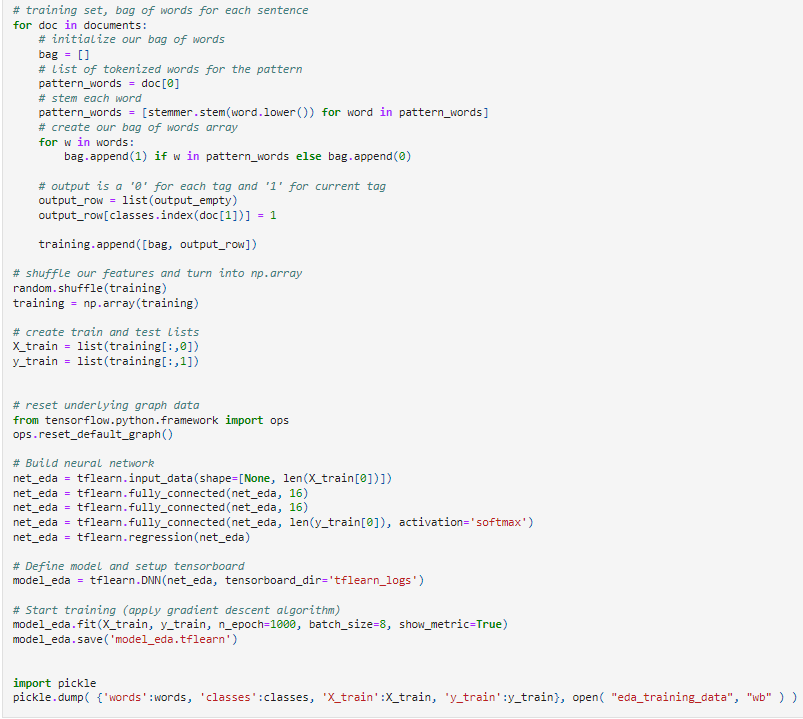 # training set, bag of words for each sentence
for doc in documents:
    # initialize our bag of words
    bag = []
    # list of tokenized words for the pattern
    pattern_words = doc[0]
    # stem each word
    pattern_words = [stemmer.stem(word.lower()) for word in pattern_words]
    # create our bag of words array
    for w in words:
        bag.append(1) if w in pattern_words else bag.append(0)

    # output is a '0' for each tag and '1' for current tag
    output_row = list(output_empty)
    output_row[classes.index(doc[1])] = 1

    training.append([bag, output_row])

# shuffle our features and turn into np.array
random.shuffle(training)
training = np.array(training)

# create train and test lists
X_train = list(training[:,0])
y_train = list(training[:,1])


# reset underlying graph data
from tensorflow.python.framework import ops
ops.reset_default_graph()

# Build neural network
net_eda = tflearn.input_data(shape=[None, len(X_train[0])])
net_eda = tflearn.fully_connected(net_eda, 16)
net_eda = tflearn.fully_connected(net_eda, 16)
net_eda = tflearn.fully_connected(net_eda, len(y_train[0]), activation='softmax')
net_eda = tflearn.regression(net_eda)

# Define model and setup tensorboard
model_eda = tflearn.DNN(net_eda, tensorboard_dir='tflearn_logs')

# Start training (apply gradient descent algorithm)
model_eda.fit(X_train, y_train, n_epoch=1000, batch_size=8, show_metric=True)
model_eda.save('model_eda.tflearn')


import pickle
pickle.dump( {'words':words, 'classes':classes, 'X_train':X_train, 'y_train':y_train}, open( "eda_training_data", "wb" ) )